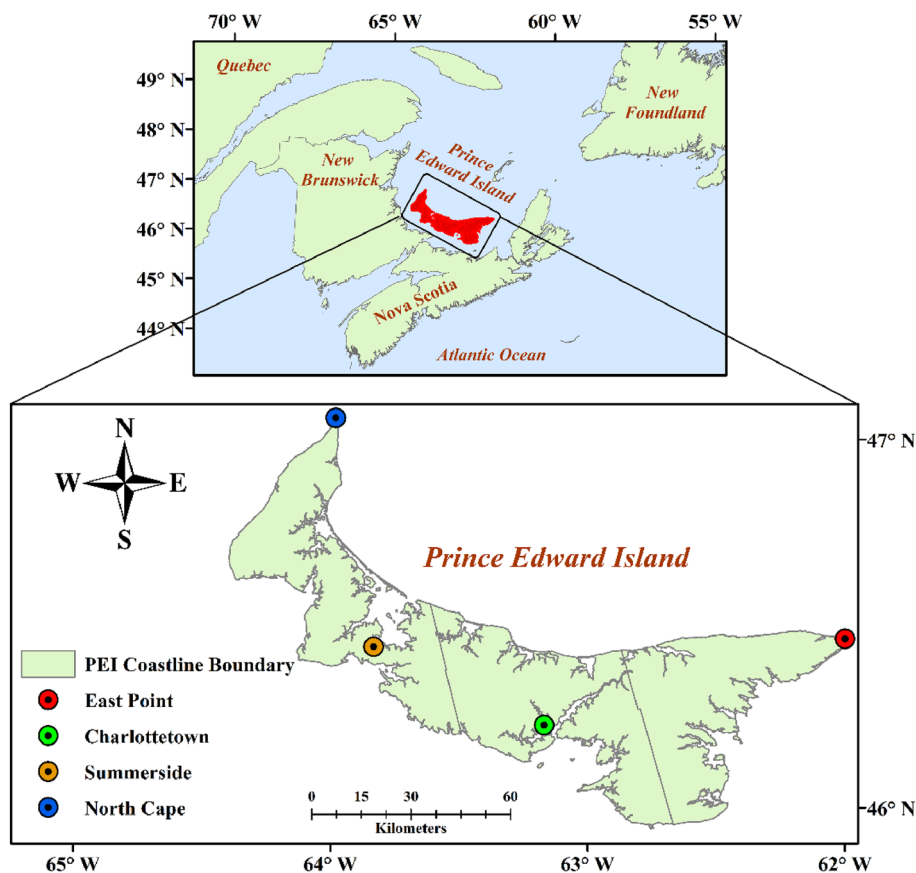 70° W 65° W 60° W 55° W
49° N
48° N
47° N
46° N
45° N
44° N
Quebec
New
Foundland
New
Brunswick
Prince
Edward Island
Nova Scotia
Atlantic Ocean
N
W E
S
47° N
46° N
Prince Edward Island
PEI Coastline Boundary
East Point
Charlottetown
Summerside
North Cape
0 15 30 60
Kilometers
65° W 64° W 63° W 62° W